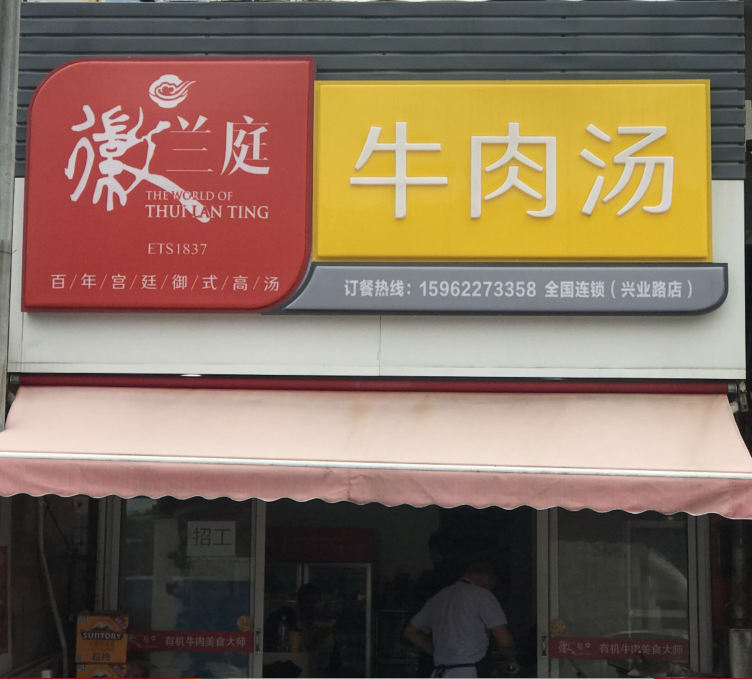 徽兰庭
THE WORLD OF
THUI LAN TING
ETS1837
百/年/宫/廷/御/式/高/汤
牛肉汤
订餐热线：15962273358 全国连锁（兴业路店）
招工
SUNTORY
有机牛肉美食大师
有机牛肉美食大师